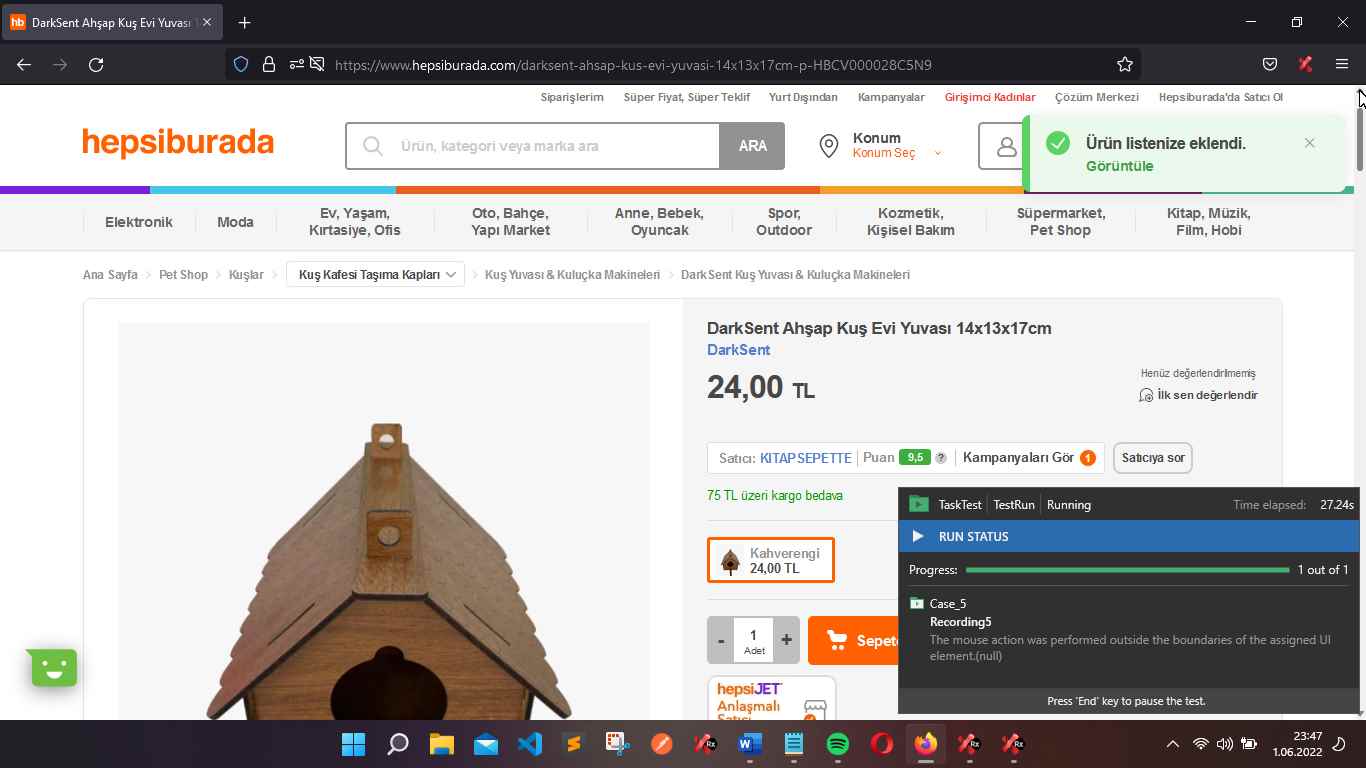 DarkSent Ahşap Kuş Evi Yuvası
https://www.hepsiburada.com/darksent-ahsap-kus-evi-yuvasi-14x13x17cm-p-HBCV000028C5N9
Siparişlerim Süper Fiyat, Süper Teklif Yurt Dışından Kampanyalar Girişimci Kadınlar Çözüm Merkezi Hepsiburada'da Satıcı Ol
hepsiburada
Ürün, kategori veya marka ara
ARA
Konum
Konum Seç
Ürün listenize eklendi.
Görüntüle
Elektronik
Moda
Ev, Yaşam,
Kırtasiye, Ofis
Oto, Bahçe,
Yapı Market
Anne, Bebek,
Oyuncak
Spor,
Outdoor
Kozmetik,
Kişisel Bakım
Süpermarket,
Pet Shop
Kitap, Müzik,
Film, Hobi
Ana Sayfa Pet Shop Kuşlar Kuş Kafesi Taşıma Kapları Kuş Yuvası & Kuluçka Makineleri DarkSent Kuş Yuvası & Kuluçka Makineleri
DarkSent Ahşap Kuş Evi Yuvası 14x13x17cm
DarkSent
24,00 TL
Henüz değerlendirilmemiş
İlk sen değerlendir
Satıcı: KITAPSEPETTE Puan 9,5 ? Kampanyaları Gör 1
Satıcıya sor
75 TL üzeri kargo bedava
Kahverengi
24,00 TL
- 1 +
Adet
Sepete
hepsiJET
Anlaşmalı
Satıcı
TaskTest TestRun Running Time elapsed: 27.24s
RUN STATUS
Progress: 1 out of 1
Case_5
Recording5
The mouse action was performed outside the boundaries of the assigned UI
element.(null)
Press 'End' key to pause the test.
23:47
1.06.2022